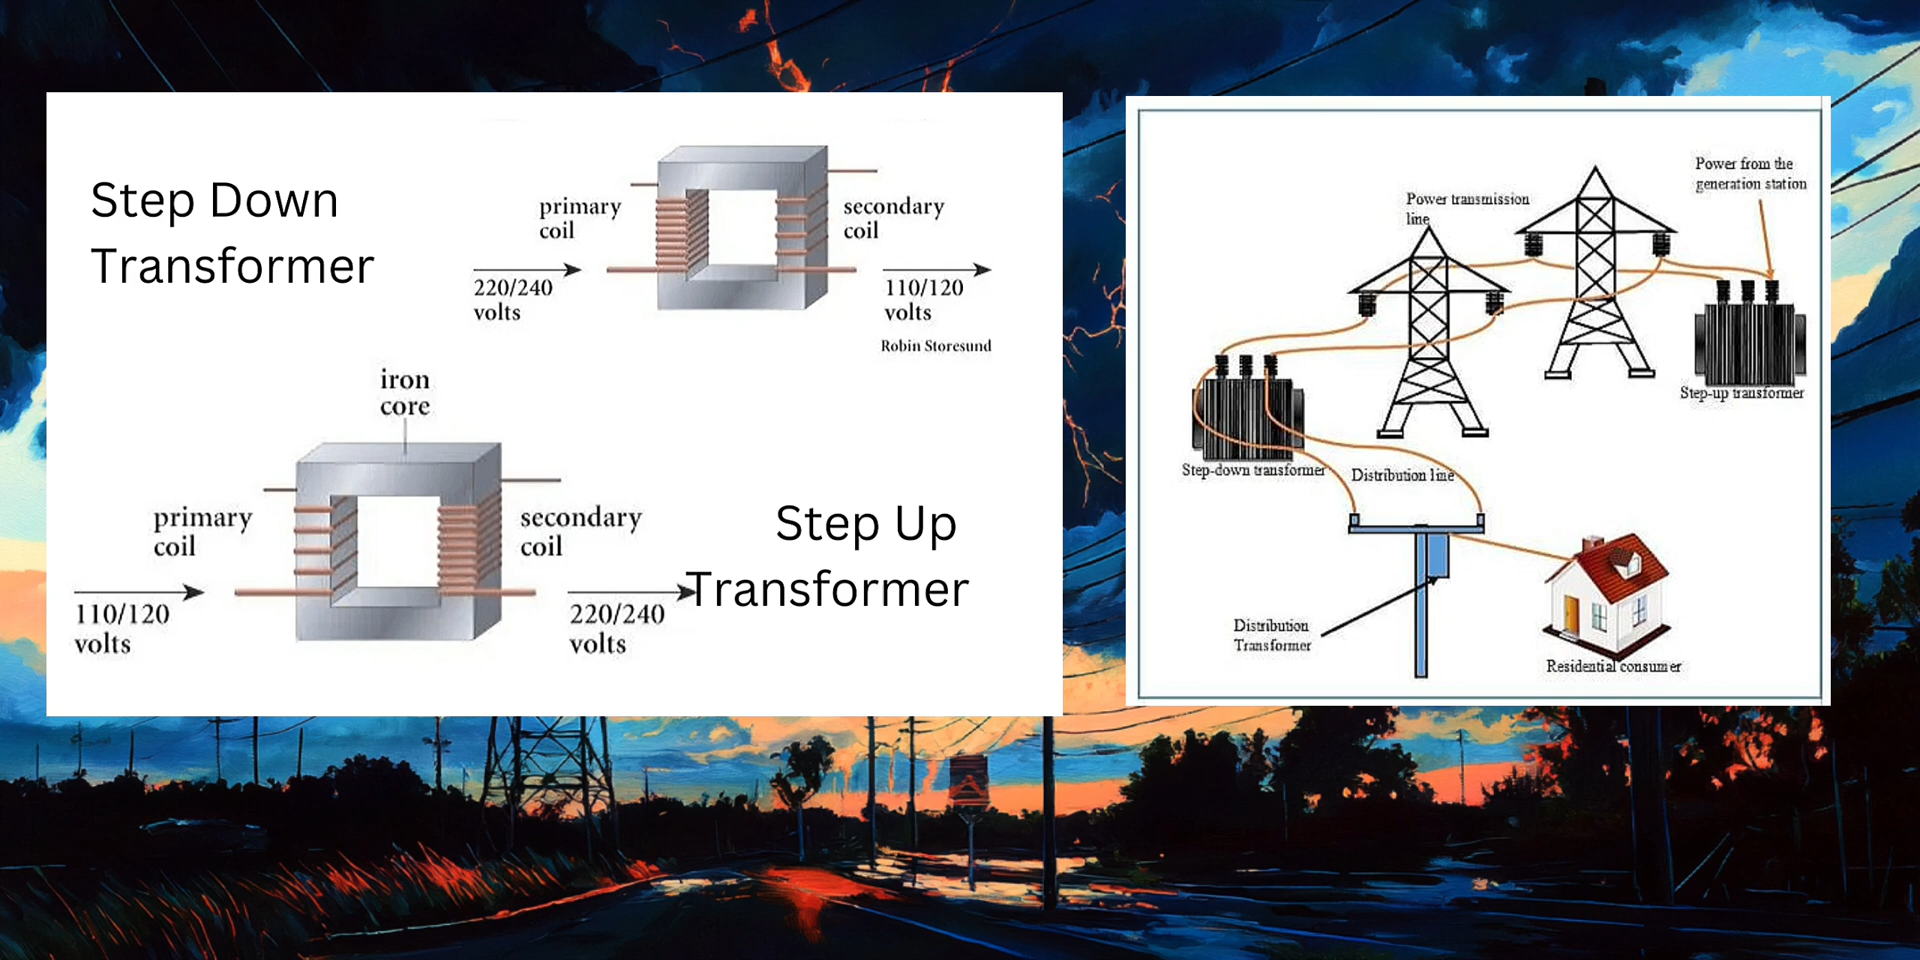 Step Down
Transformer
primary
coil
secondary
coil
220/240
volts
110/120
volts
Robin Storesund
iron
core
primary
coil
secondary
coil
110/120
volts
220/240
volts
Step Up
Transformer
Power from the
generation station
Power transmission
line
Step-up transformer
Step-down transformer
Distribution line
Distribution
Transformer
Residential consumer